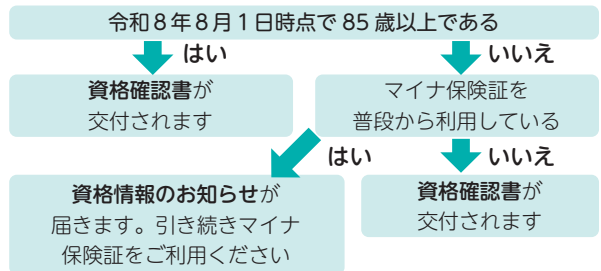 令和８年８月１日時点で 85 歳以上である
はい
いいえ
資格確認書が
交付されます
マイナ保険証を
普段から利用している
はい
いいえ
資格情報のお知らせが
届きます。引き続きマイナ
保険証をご利用ください
資格確認書が
交付されます